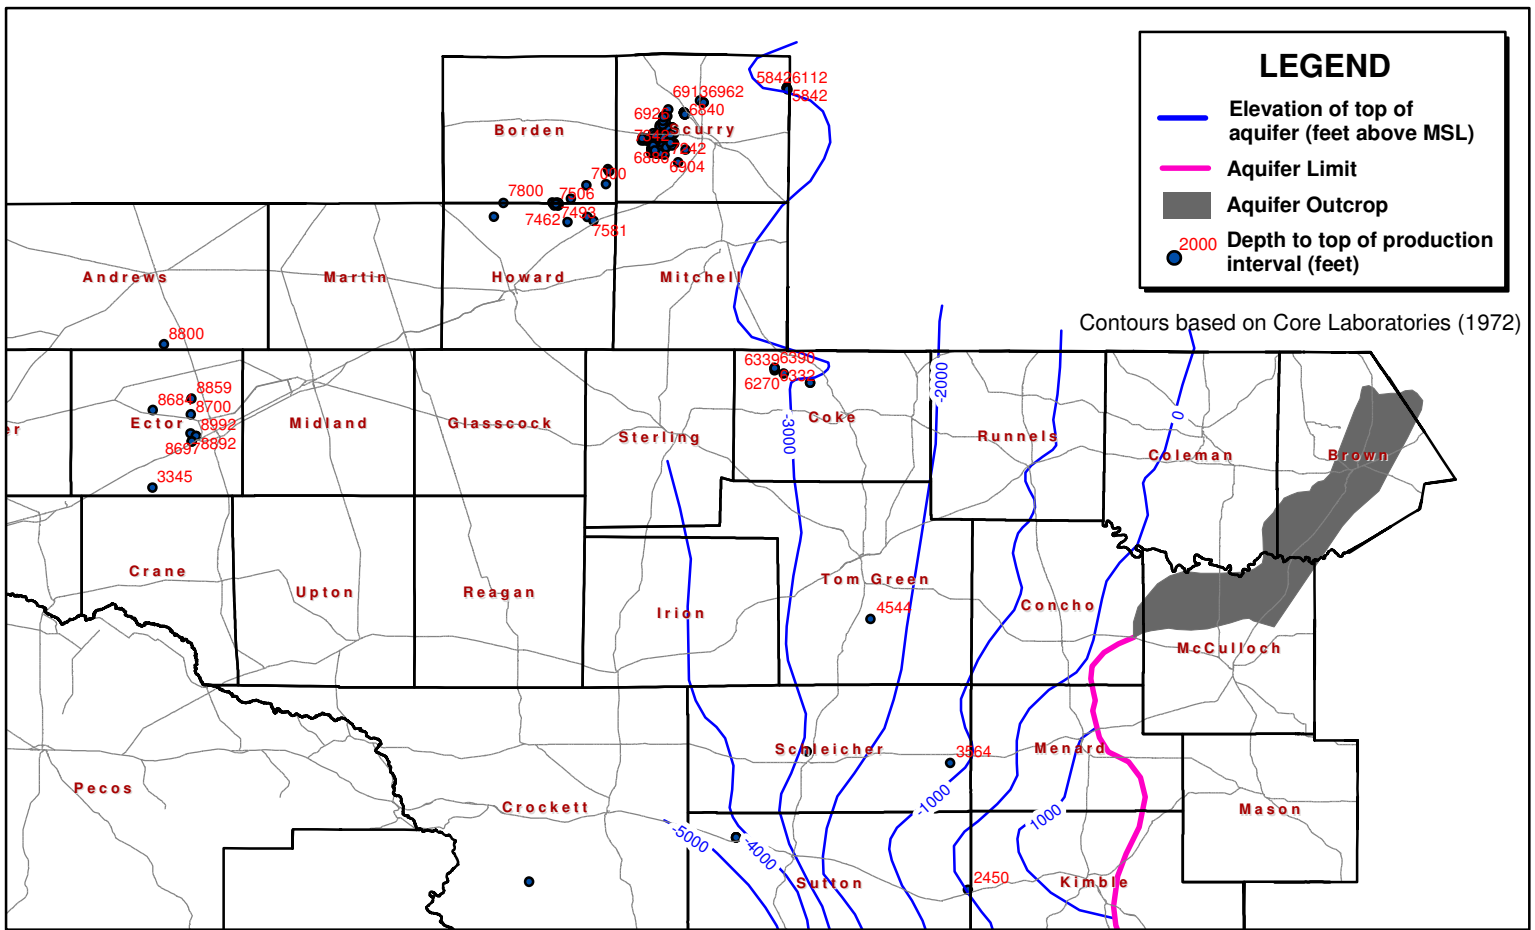 LEGEND
Elevation of top of
aquifer (feet above MSL)
Aquifer Limit
Aquifer Outcrop
2000
Depth to top of production
interval (feet)
Contours based on Core Laboratories (1972)
58426112
5842
69136962
6840
Borden
Scurry
6904
7000
7800
7506
7462
7493
7581
Andrews
Martin
Howard
Mitchell
8800
6339
6390
6270
6332
-2000
8859
8684
8700
Ector
8992
8697
8892
3345
er
Midland
Glasscock
Sterling
Coke
-3000
Runnels
0
Coleman
Brown
Crane
Upton
Reagan
Irion
Tom Green
4544
Concho
McCulloch
Schleicher
3564
Menard
Pecos
Crockett
-1000
1000
Mason
-5000
-4000
Sutton
2450
Kimble